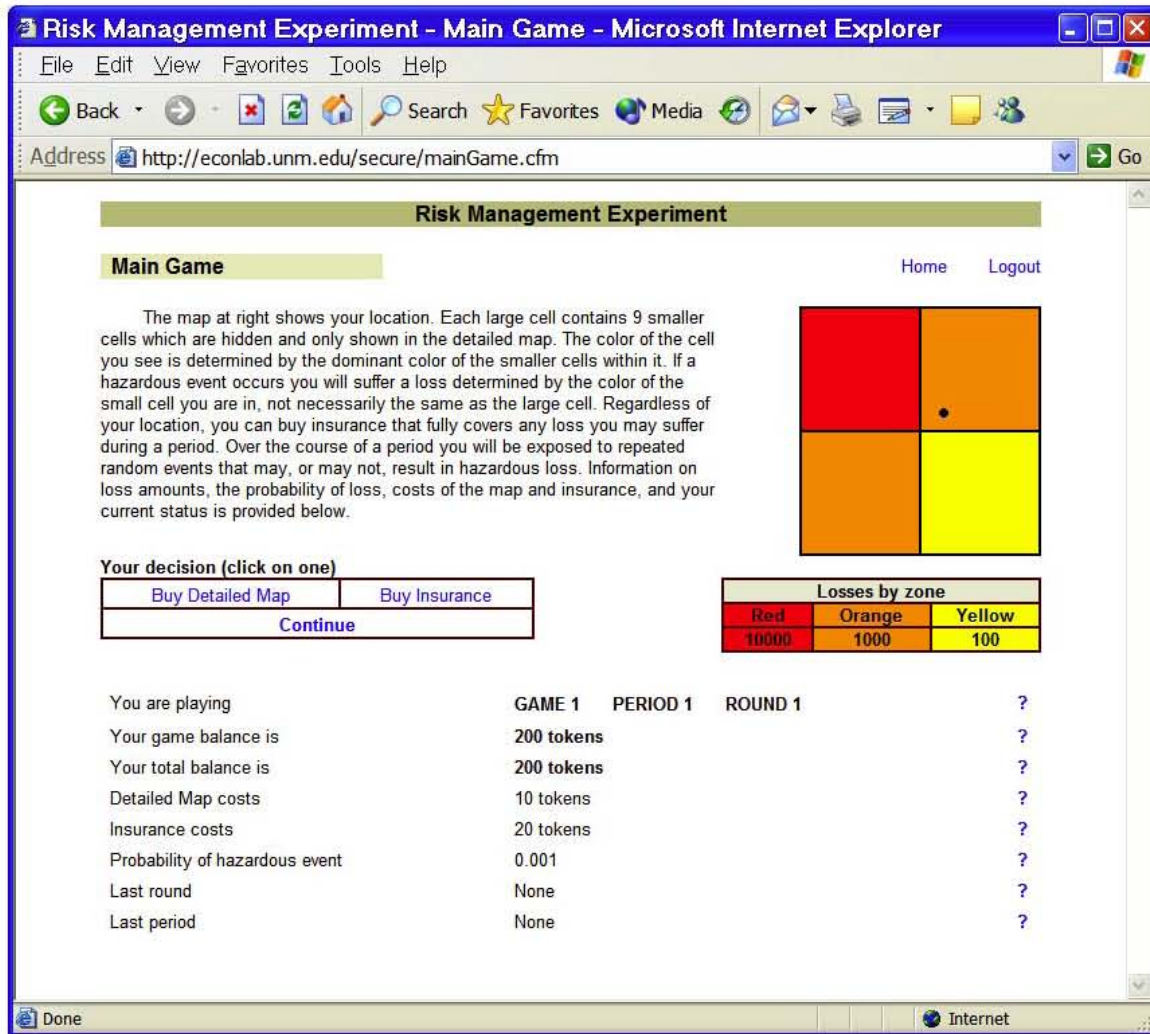 Risk Management Experiment - Main Game - Microsoft Internet Explorer
File Edit View Favorites Tools Help
Back Search Favorites Media
Address http://econlab.unm.edu/secure/mainGame.cfm Go
Risk Management Experiment
Main Game Home Logout
The map at right shows your location. Each large cell contains 9 smaller
cells which are hidden and only shown in the detailed map. The color of the cell
you see is determined by the dominant color of the smaller cells within it. If a
hazardous event occurs you will suffer a loss determined by the color of the
small cell you are in, not necessarily the same as the large cell. Regardless of
your location, you can buy insurance that fully covers any loss you may suffer
during a period. Over the course of a period you will be exposed to repeated
random events that may, or may not, result in hazardous loss. Information on
loss amounts, the probability of loss, costs of the map and insurance, and your
current status is provided below.
Your decision (click on one)
Buy Detailed Map Buy Insurance
Continue
Losses by zone
Red Orange Yellow
10000 1000 100
You are playing GAME 1 PERIOD 1 ROUND 1 ?
Your game balance is 200 tokens ?
Your total balance is 200 tokens ?
Detailed Map costs 10 tokens ?
Insurance costs 20 tokens ?
Probability of hazardous event 0.001 ?
Last round None ?
Last period None ?
Done Internet